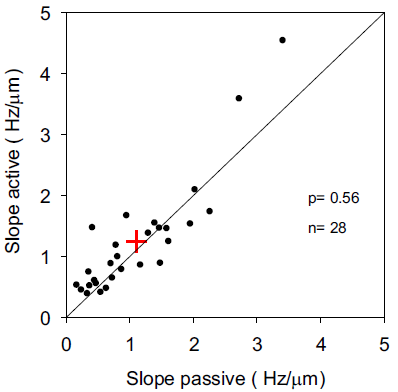 5
4
3
2
1
0
Slope active ( Hz/μm)
p= 0.56
n= 28
0 1 2 3 4 5
Slope passive ( Hz/μm)